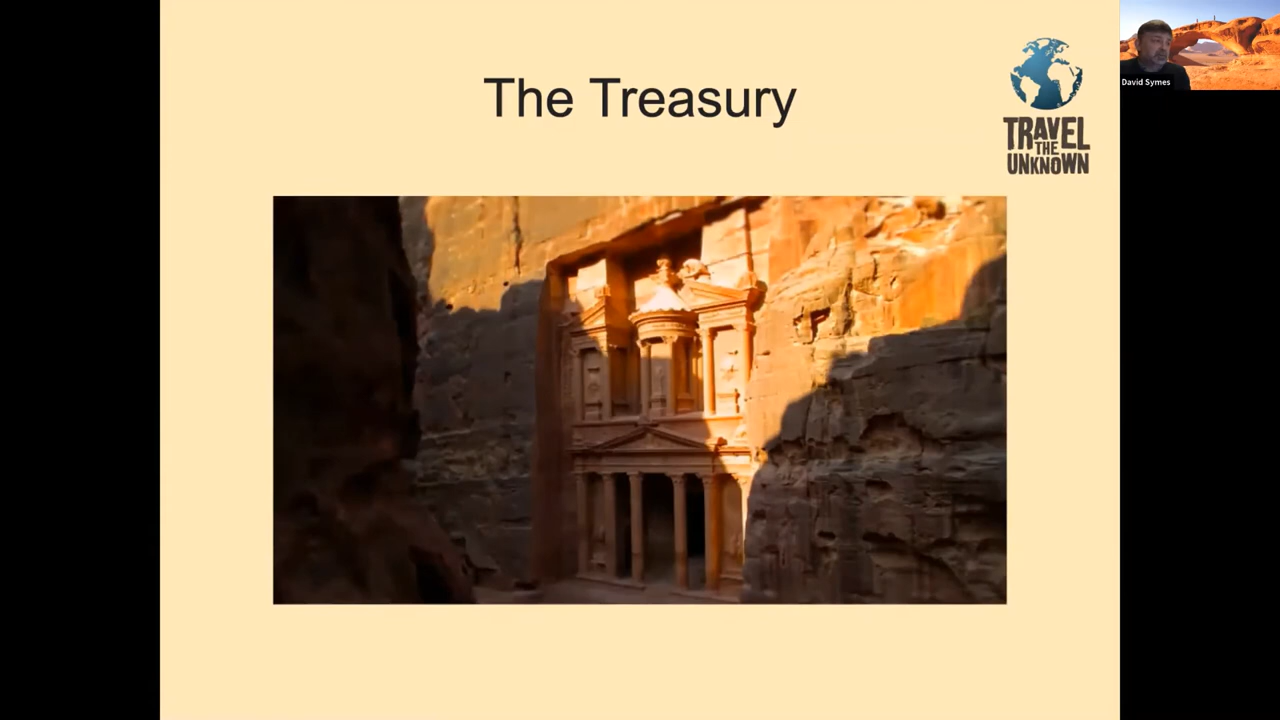 The Treasury
TRAVEL
THE
UNKNOWN
David Symes